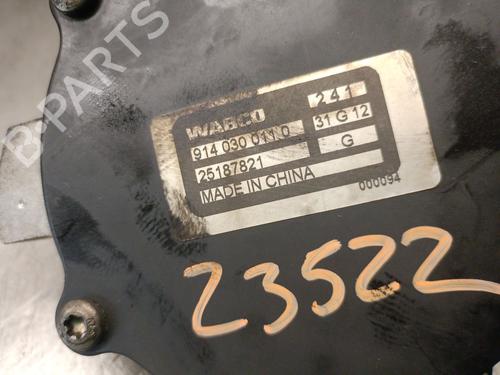 B-PARTS
WABCO 241
914 030 011 0 31 G 12
25187821 G
MADE IN CHINA 000094
23522